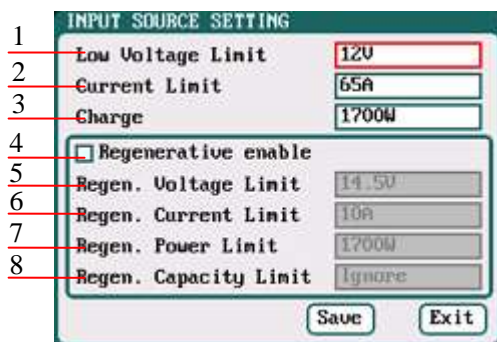 INPUT SOURCE SETTING
1 Low Voltage Limit 12V
2 Current Limit 65A
3 Charge 1700W
4 Regenerative enable
5 Regen. Voltage Limit 14.5V
6 Regen. Current Limit 10A
7 Regen. Power Limit 1700W
8 Regen. Capacity Limit Ignore
Save Exit